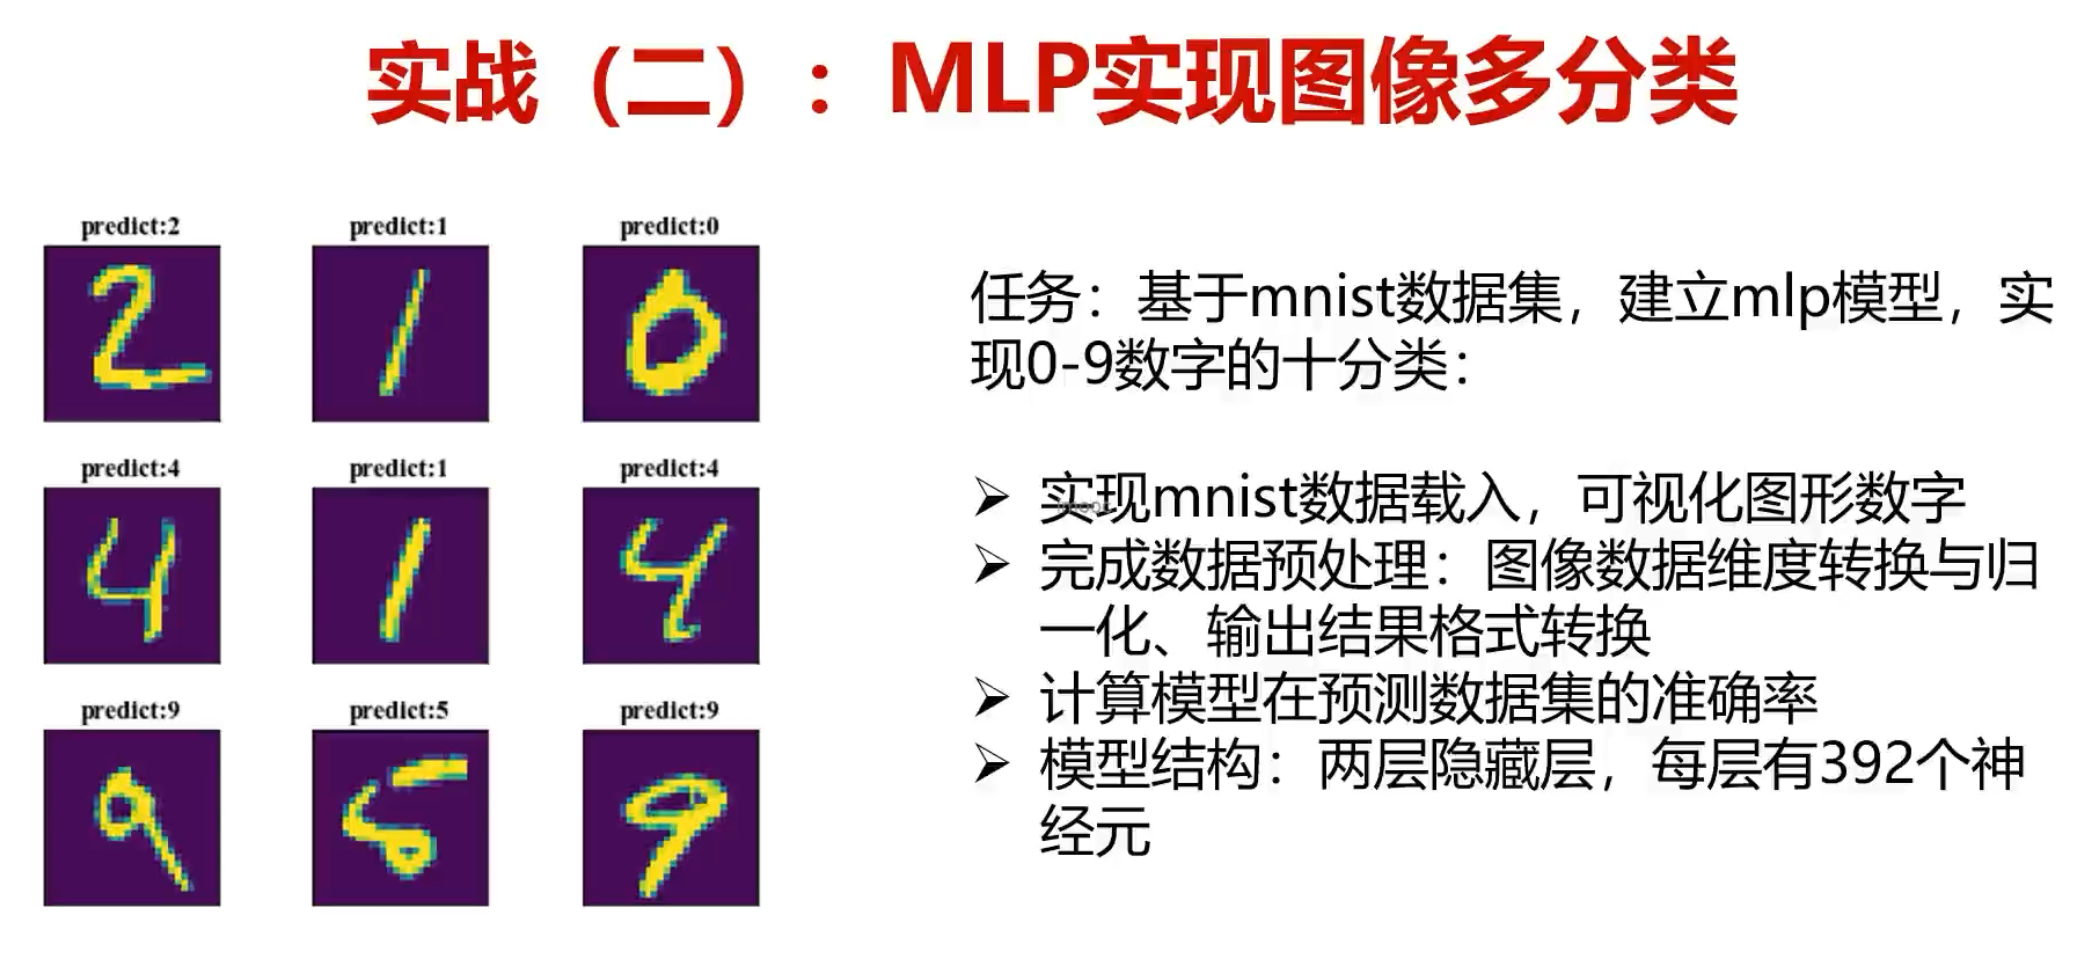 实战（二）：MLP实现图像多分类
predict:2
predict:1
predict:0
predict:4
predict:1
predict:4
predict:9
predict:5
predict:9
任务：基于mnist数据集，建立mlp模型，实
现0-9数字的十分类：
➢ 实现mnist数据载入，可视化图形数字
➢ 完成数据预处理：图像数据维度转换与归
一化、输出结果格式转换
➢ 计算模型在预测数据集的准确率
➢ 模型结构：两层隐藏层，每层有392个神
经元